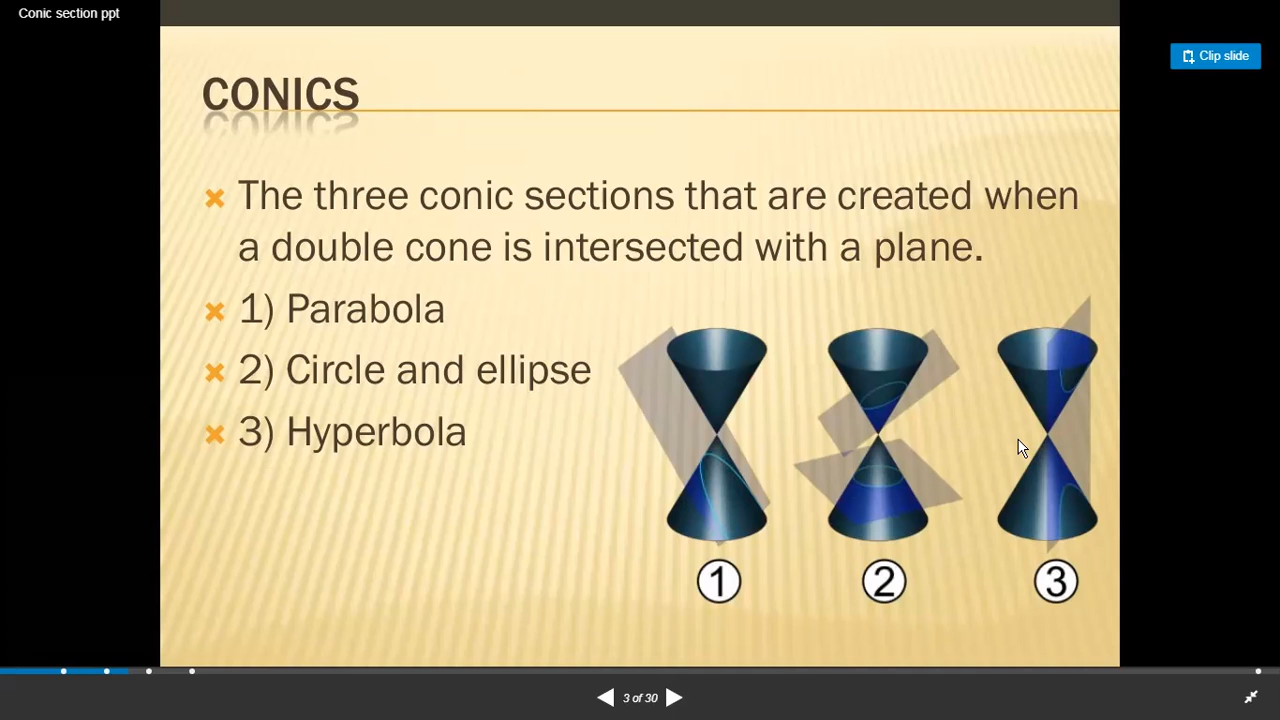 Conic section ppt
Clip slide
CONICS
The three conic sections that are created when
a double cone is intersected with a plane.
1) Parabola
2) Circle and ellipse
3) Hyperbola
1 2 3
3 of 30